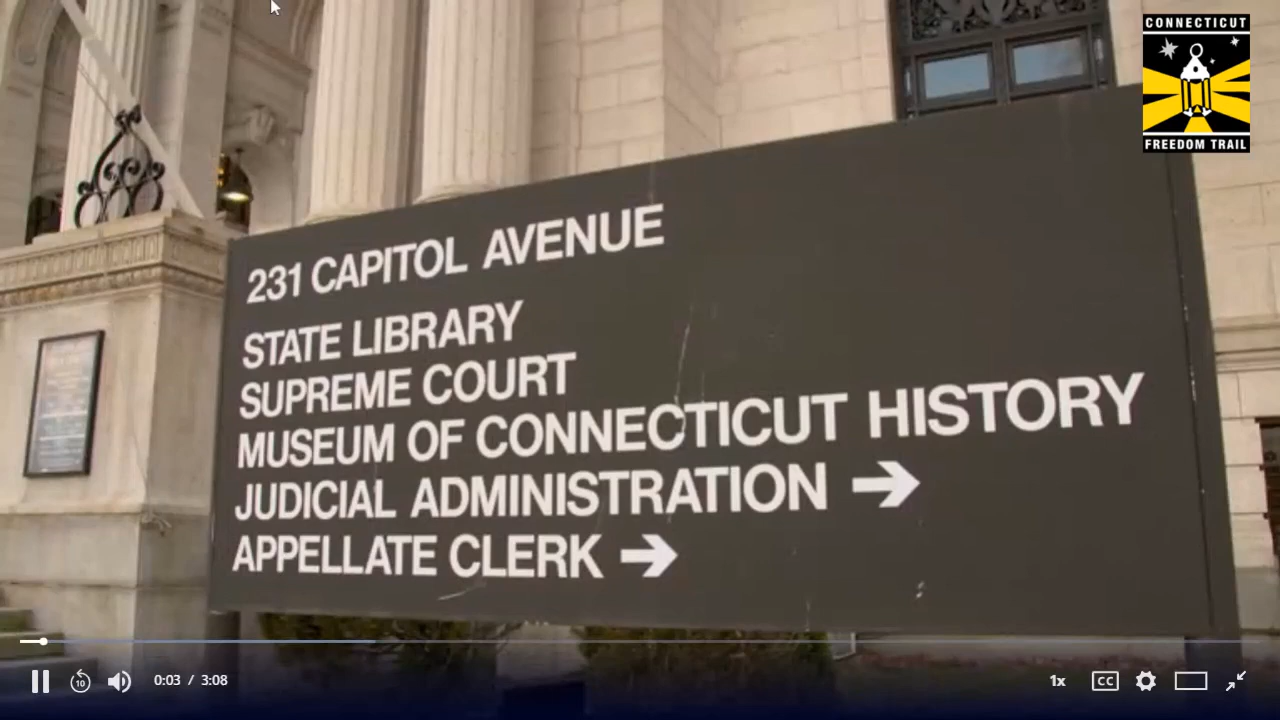 CONNECTICUT
FREEDOM TRAIL
231 CAPITOL AVENUE
STATE LIBRARY
SUPREME COURT
MUSEUM OF CONNECTICUT HISTORY
JUDICIAL ADMINISTRATION →
APPELLATE CLERK →
10
0:03 / 3:08
1x
CC